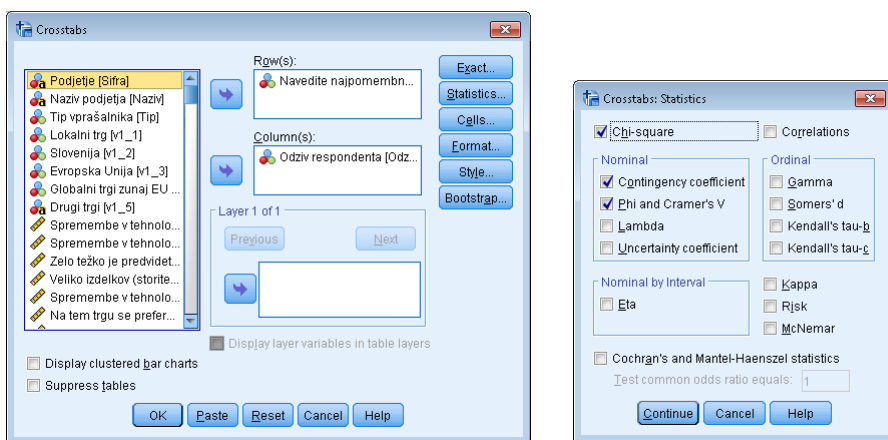 Crosstabs
Podjetje [Sifra]
Naziv podjetja [Naziv]
Tip vprašalnika [Tip]
Lokalni trg [v1_1]
Slovenija [v1_2]
Evropska Unija [v1_3]
Globalni trgi zunaj EU ...
Drugi trgi [v1_5]
Spremembe v tehnolo...
Spremembe v tehnolo...
Zelo težko je predvidet...
Veliko izdelkov (storite...
Spremembe v tehnolo...
Na tem trgu se prefer...
Row(s):
Navedite najpomembn...
Column(s):
Odziv respondenta [Odz...
Layer 1 of 1
Previous
Next
Display layer variables in table layers
Exact...
Statistics...
Cells...
Format...
Style...
Bootstrap...
Display clustered bar charts
Suppress tables
OK
Paste
Reset
Cancel
Help
Crosstabs: Statistics
Chi-square
Correlations
Nominal
Contingency coefficient
Phi and Cramer's V
Lambda
Uncertainty coefficient
Ordinal
Gamma
Somers' d
Kendall's tau-b
Kendall's tau-c
Nominal by Interval
Eta
Kappa
Risk
McNemar
Cochran's and Mantel-Haenszel statistics
Test common odds ratio equals: 1
Continue
Cancel
Help